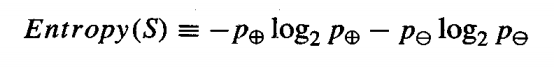 Entropy(S) ≡ −p⊕ log₂ p⊕ − p⊖ log₂ p⊖